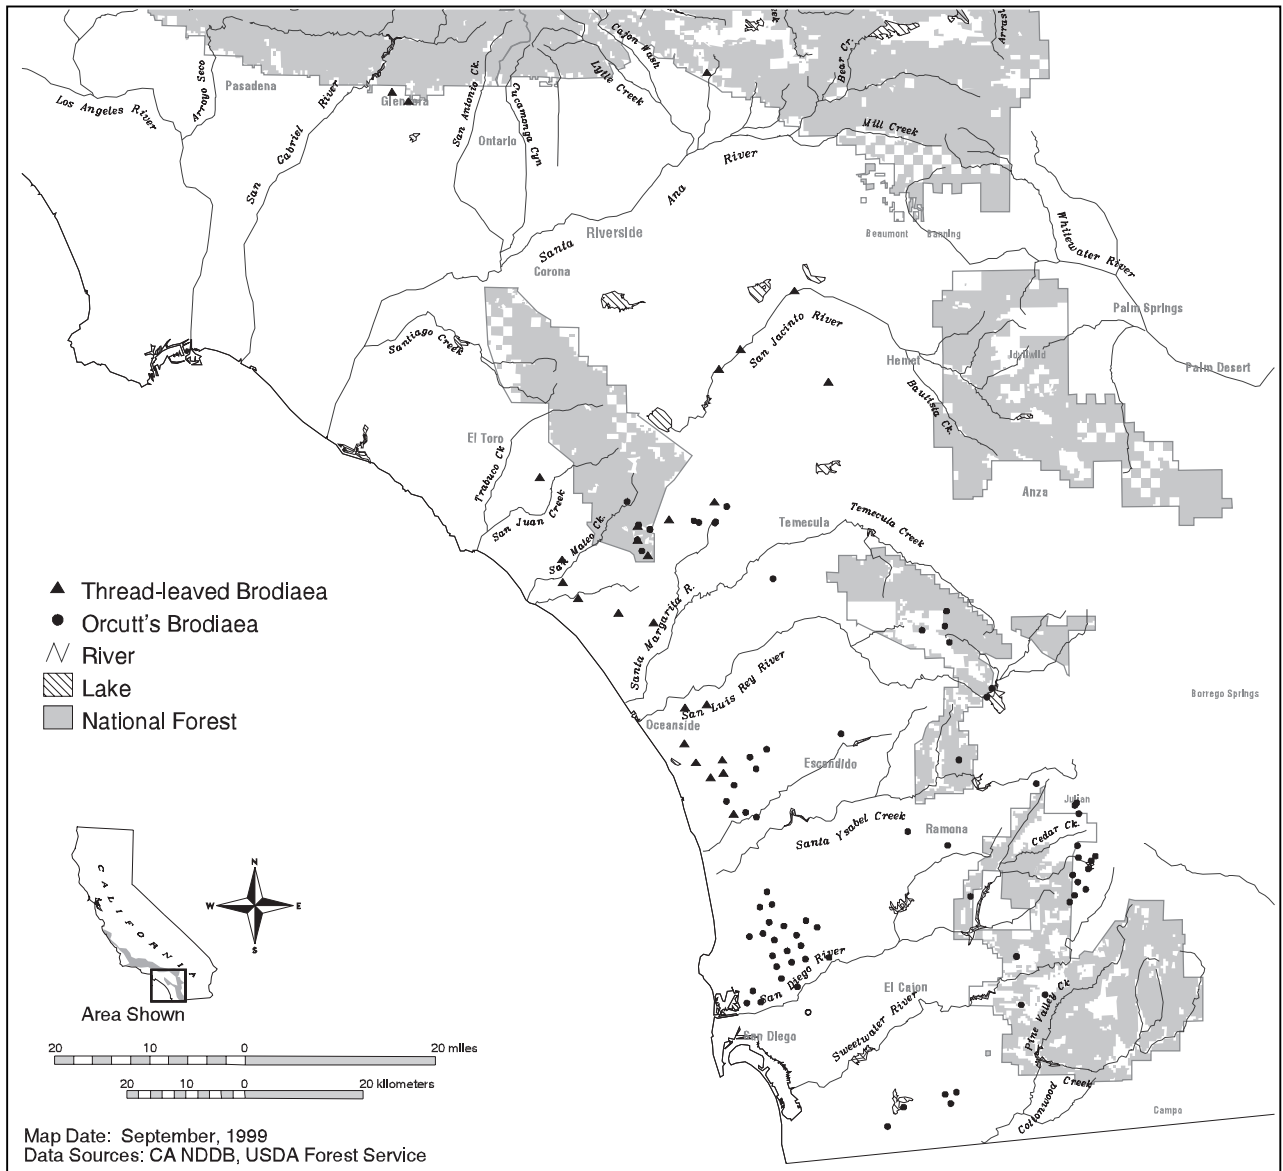 Cajon Wash
Bear Cr.
Arras
Arroyo Seco
Pasadena
River
Glendora
San Antonio Ck.
Cucamonga Cyn
Lytle Creek
Los Angeles River
Mill Creek
Ontario
Gabriel
San
River
Ana
Santa
Riverside
Corona
Beaumont
Banning
Whitewater River
Palm Springs
Santiago Creek
San Jacinto River
Hemet
Idyllwild
Palm Desert
Bautista Ck.
El Toro
Trabuco Ck
San Juan Creek
Anza
San Mateo Ck.
Temecula
Temecula Creek
Thread-leaved Brodiaea
Orcutt's Brodiaea
River
Lake
National Forest
Santa Margarita R.
San Luis Rey River
Oceanside
Borrego Springs
Escondido
Julian
Santa Ysabel Creek
Ramona
Cedar Ck.
CALIFORNIA
N
W
E
S
Area Shown
San Diego River
El Cajon
Pine Valley Ck
San Diego
Sweetwater River
20 10 0 20 miles
20 10 0 20 kilometers
Cottonwood Creek
Campo
Map Date: September, 1999
Data Sources: CA NDDB, USDA Forest Service